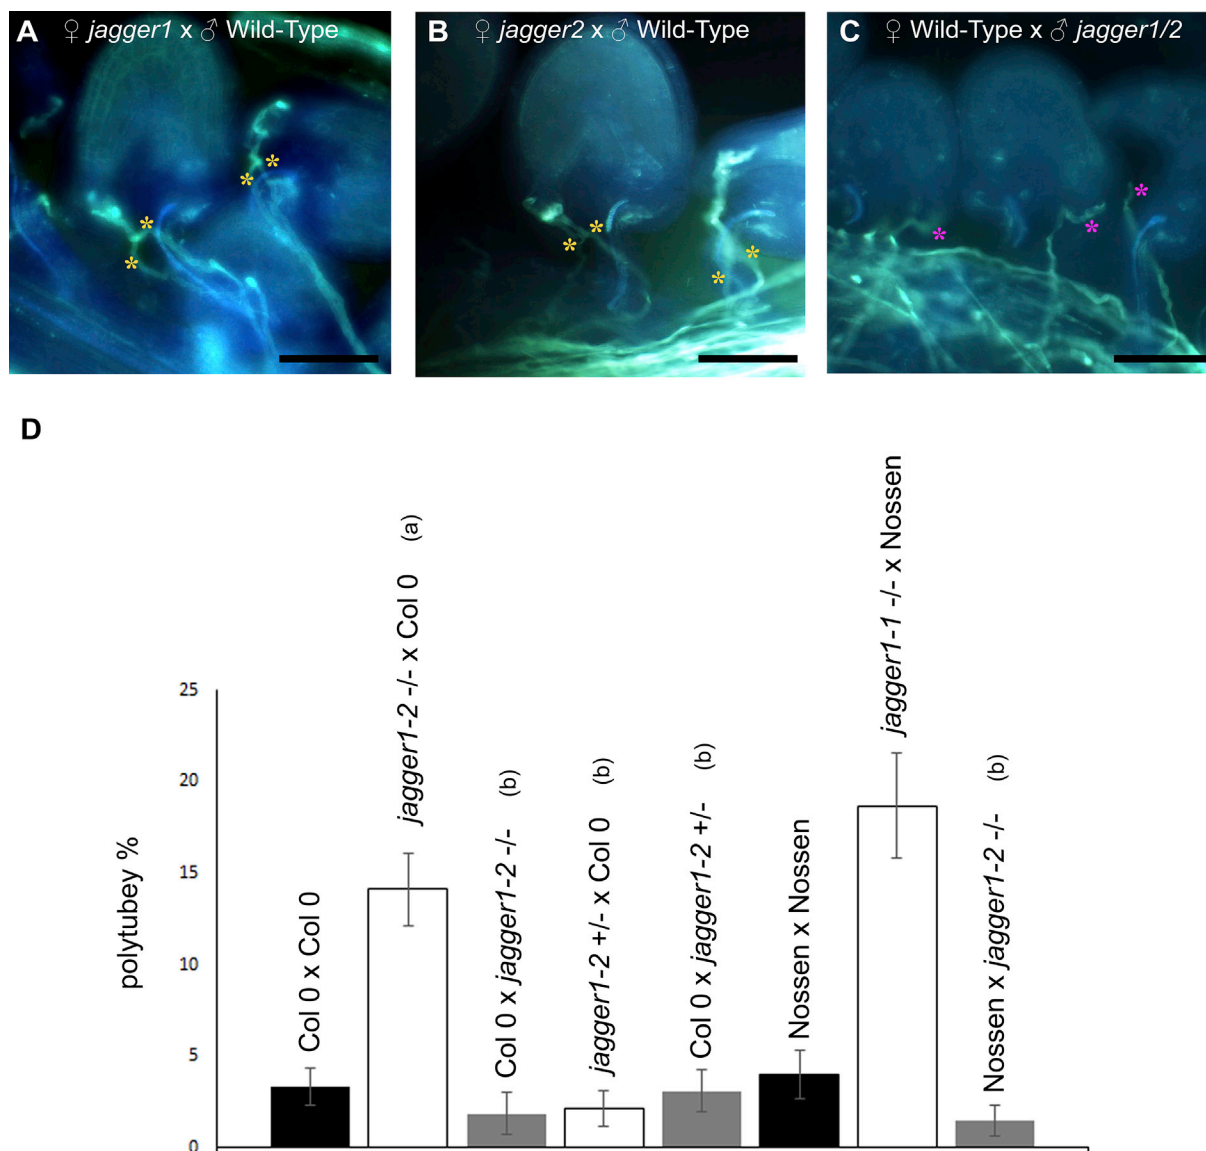 A ♀ jagger1 x ♂ Wild-Type
B ♀ jagger2 x ♂ Wild-Type
C ♀ Wild-Type x ♂ jagger1/2
* * * *
* * * *
* * *
D
polytubey %
25
20
15
10
5
0
Col 0 x Col 0
jagger1-2 -/- x Col 0 (a)
Col 0 x jagger1-2 -/- (b)
jagger1-2 +/- x Col 0 (b)
Col 0 x jagger1-2 +/- (b)
Nossen x Nossen
jagger1-1 -/- x Nossen
Nossen x jagger1-2 -/- (b)